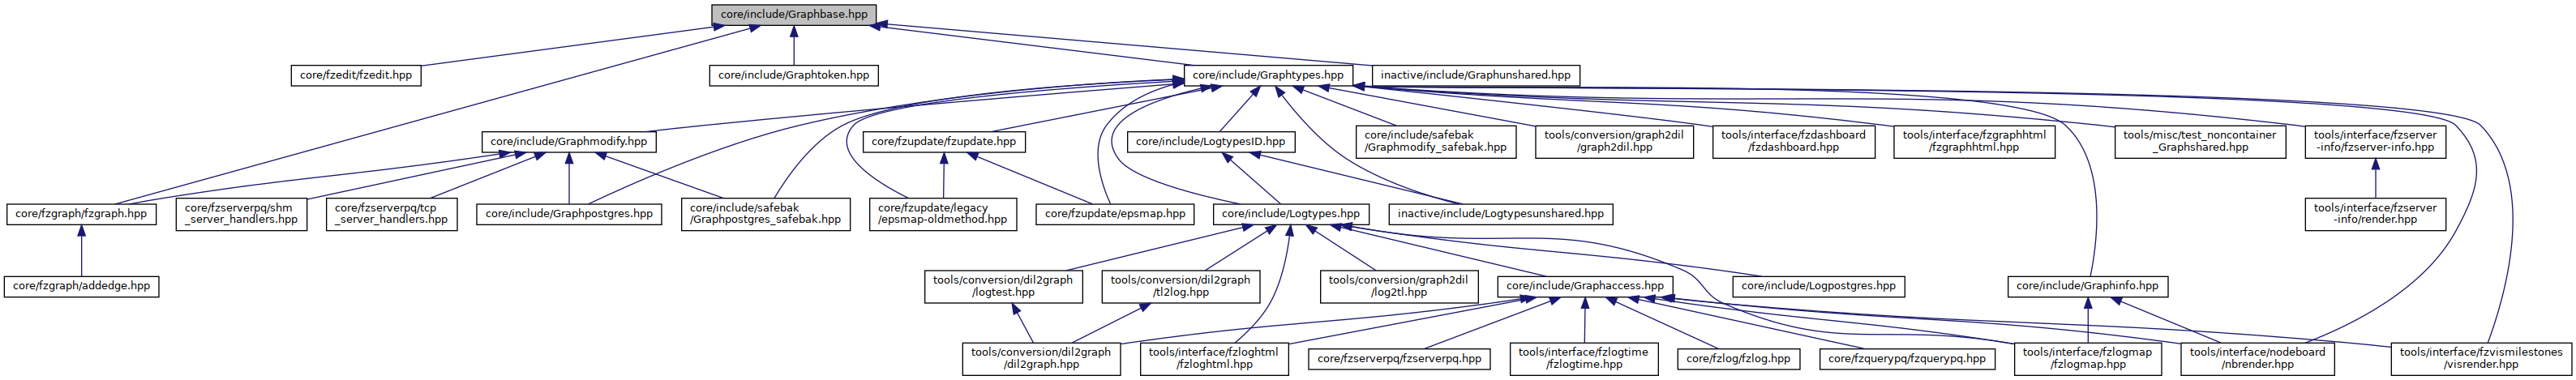 core/include/Graphbase.hpp
core/fzedit/fzedit.hpp
core/include/Graphtoken.hpp
core/include/Graphtypes.hpp
inactive/include/Graphunshared.hpp
core/include/Graphmodify.hpp
core/fzupdate/fzupdate.hpp
core/include/LogtypesID.hpp
core/include/safebak
/Graphmodify_safebak.hpp
tools/conversion/graph2dil
/graph2dil.hpp
tools/interface/fzdashboard
/fzdashboard.hpp
tools/interface/fzgraphhtml
/fzgraphhtml.hpp
tools/misc/test_noncontainer
_Graphshared.hpp
tools/interface/fzserver
-info/fzserver-info.hpp
core/fzgraph/fzgraph.hpp
core/fzserverpq/shm
_server_handlers.hpp
core/fzserverpq/tcp
_server_handlers.hpp
core/include/Graphpostgres.hpp
core/include/safebak
/Graphpostgres_safebak.hpp
core/fzupdate/legacy
/epsmap-oldmethod.hpp
core/fzupdate/epsmap.hpp
core/include/Logtypes.hpp
inactive/include/Logtypesunshared.hpp
tools/interface/fzserver
-info/render.hpp
core/fzgraph/addedge.hpp
tools/conversion/dil2graph
/logtest.hpp
tools/conversion/dil2graph
/tl2log.hpp
tools/conversion/graph2dil
/log2tl.hpp
core/include/Graphaccess.hpp
core/include/Logpostgres.hpp
core/include/Graphinfo.hpp
tools/conversion/dil2graph
/dil2graph.hpp
tools/interface/fzloghtml
/fzloghtml.hpp
core/fzserverpq/fzserverpq.hpp
tools/interface/fzlogtime
/fzlogtime.hpp
core/fzlog/fzlog.hpp
core/fzquerypq/fzquerypq.hpp
tools/interface/fzlogmap
/fzlogmap.hpp
tools/interface/nodeboard
/nbrender.hpp
tools/interface/fzvismilestones
/visrender.hpp